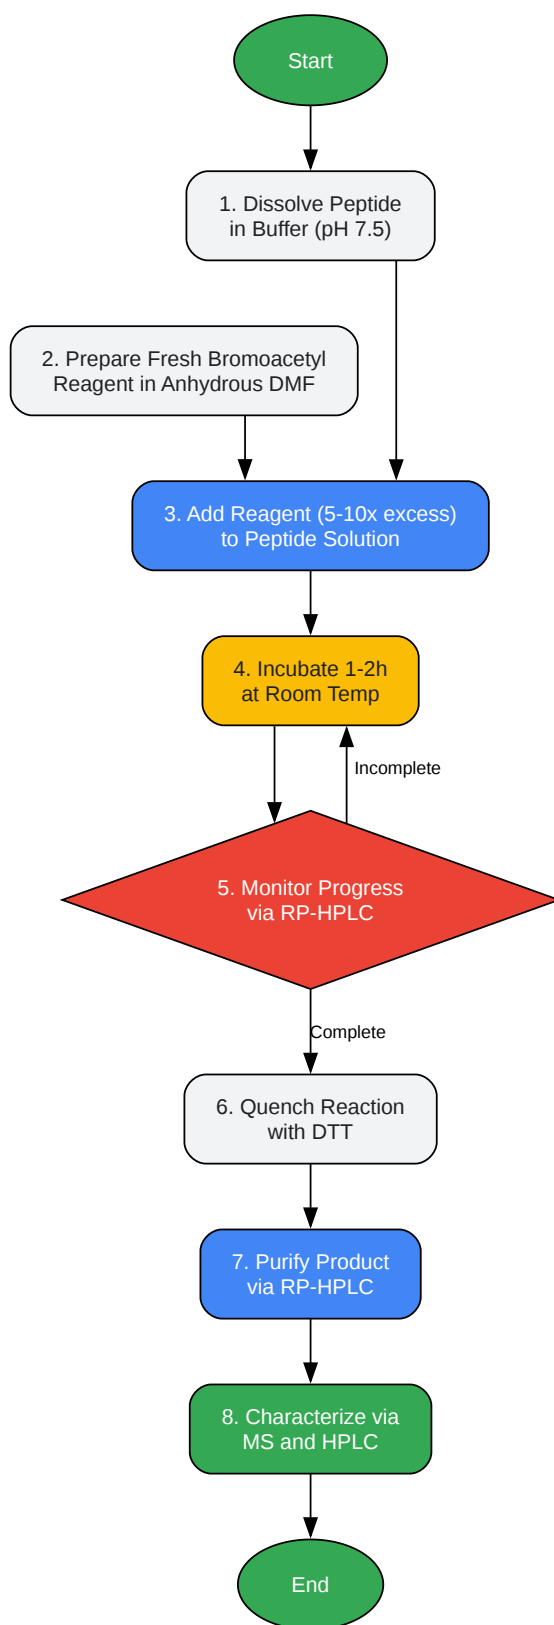 Start
1. Dissolve Peptide
in Buffer (pH 7.5)
2. Prepare Fresh Bromoacetyl
Reagent in Anhydrous DMF
3. Add Reagent (5-10x excess)
to Peptide Solution
4. Incubate 1-2h
at Room Temp
Incomplete
5. Monitor Progress
via RP-HPLC
Complete
6. Quench Reaction
with DTT
7. Purify Product
via RP-HPLC
8. Characterize via
MS and HPLC
End